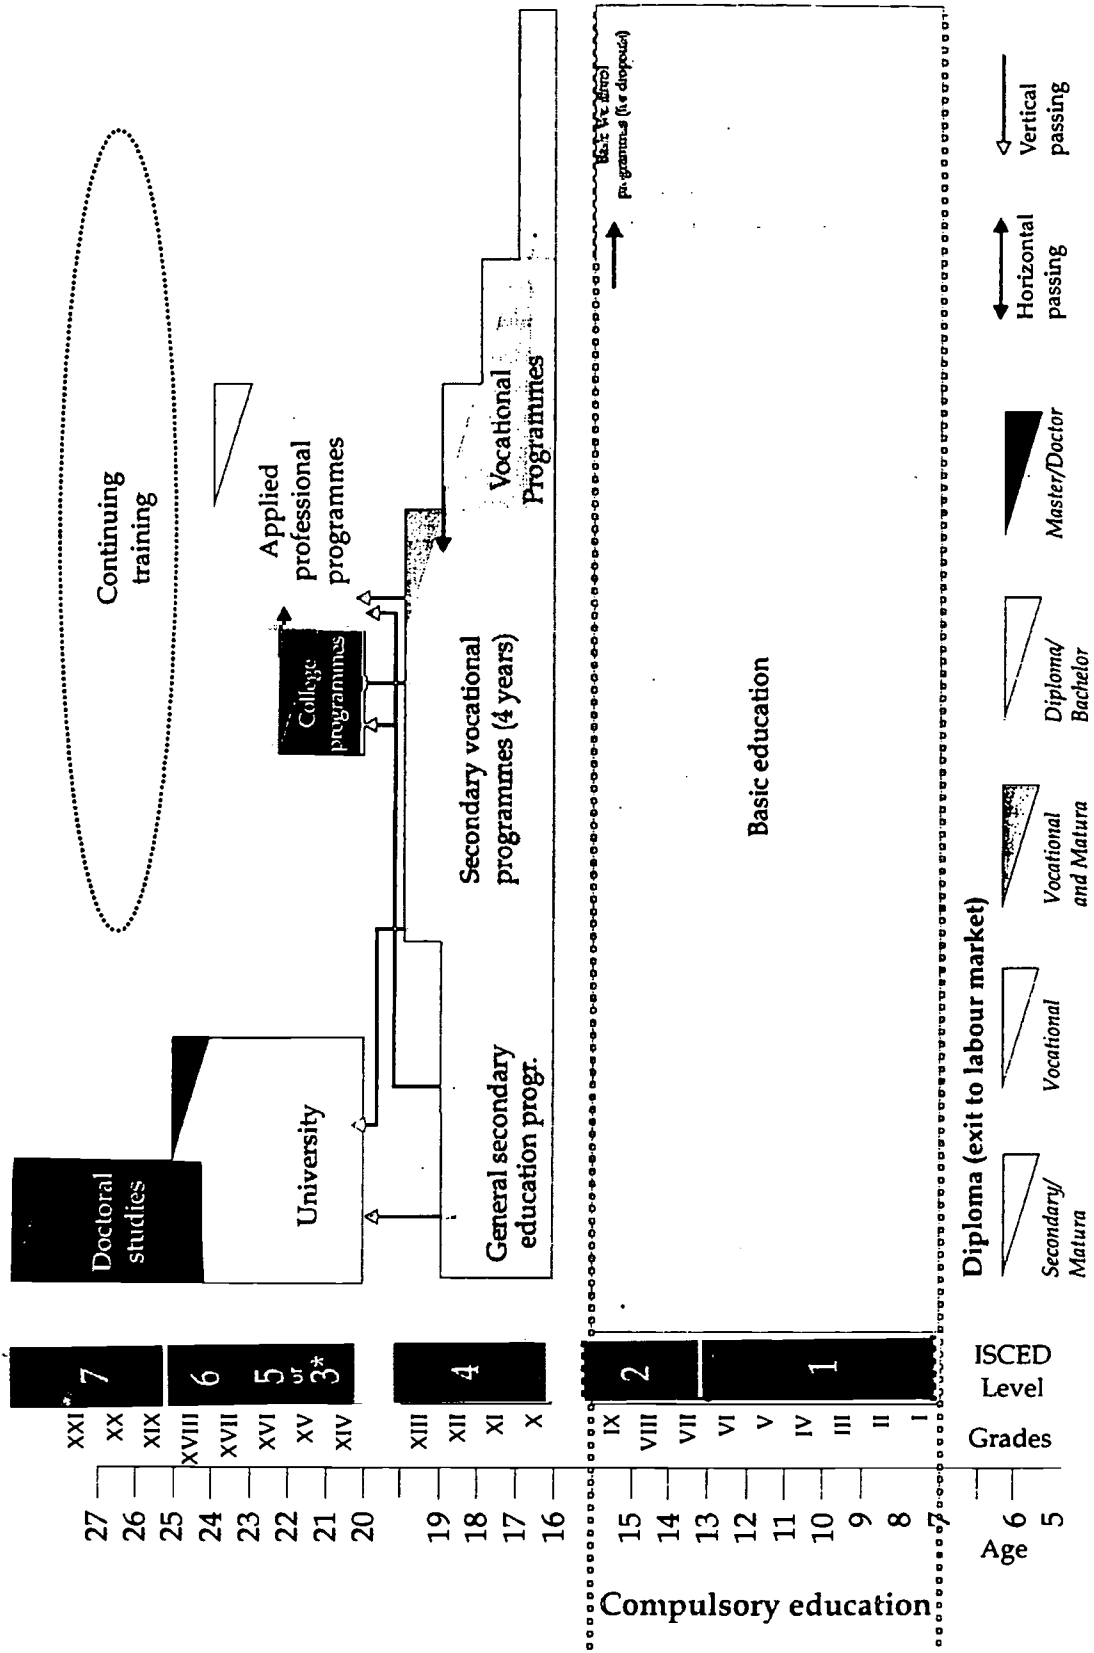 Continuing
training
Doctoral
studies
University
Applied
professional
programmes
College
programmes
General secondary
education progr.
Secondary vocational
programmes (4 years)
Vocational
Programmes
programmes (for dropouts)
Basic education
7
6
5
or
3*
4
2
1
ISCED
Level
XXI
XX
XIX
XVIII
XVII
XVI
XV
XIV
XIII
XII
XI
X
IX
VIII
VII
VI
V
IV
III
II
I
Grades
27
26
25
24
23
22
21
20
19
18
17
16
15
14
13
12
11
10
9
8
7
6
5
Age
Compulsory education
Diploma (exit to labour market)
Secondary/
Matura
Vocational
Vocational
and Matura
Diploma/
Bachelor
Master/Doctor
Horizontal
passing
Vertical
passing